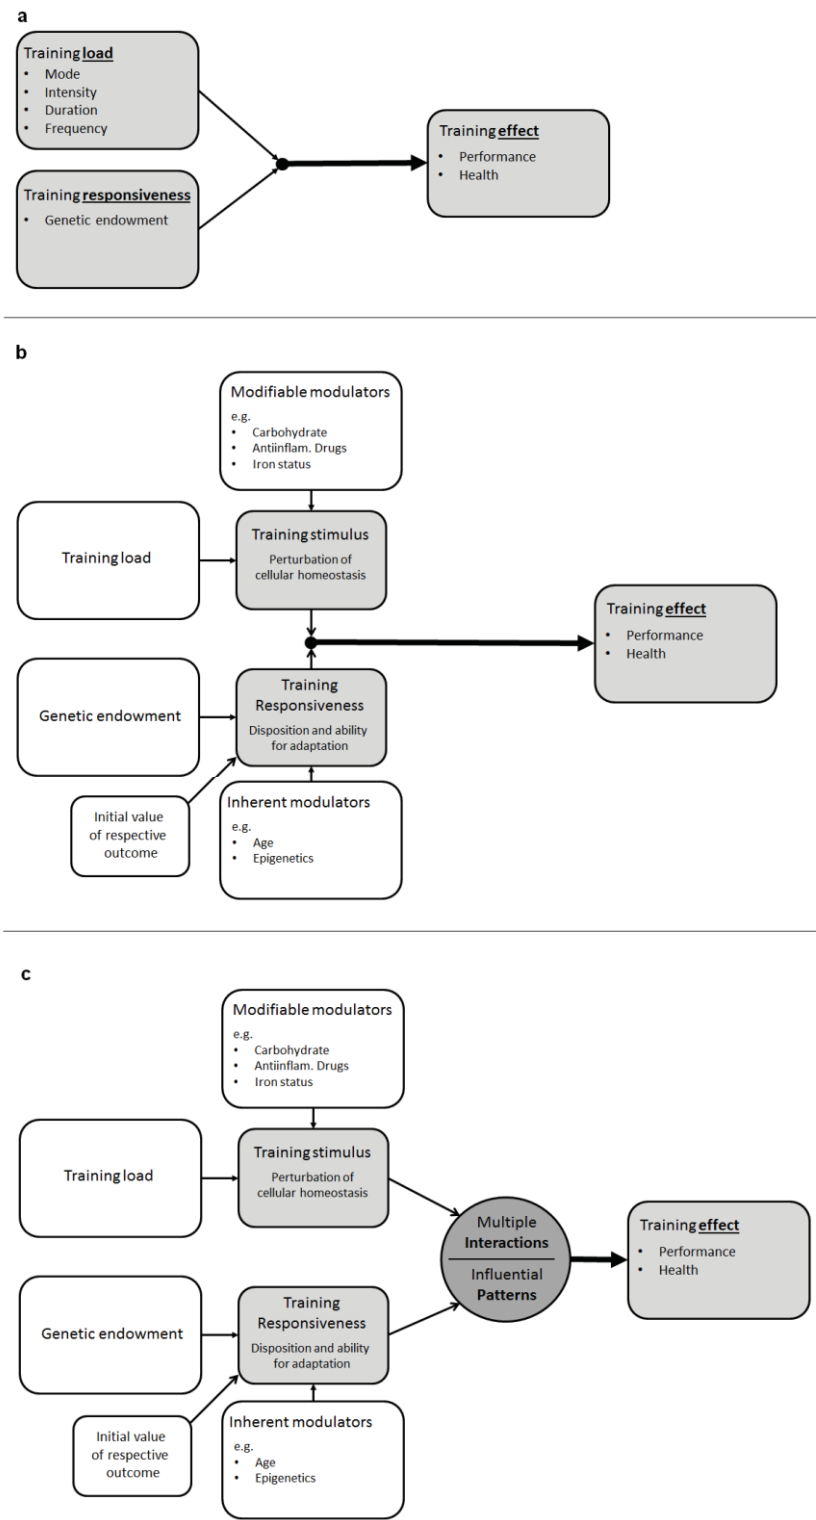 a
Training load
• Mode
• Intensity
• Duration
• Frequency
Training responsiveness
• Genetic endowment
Training effect
• Performance
• Health
b
Modifiable modulators
e.g.
• Carbohydrate
• Antiinflam. Drugs
• Iron status
Training load
Training stimulus
Perturbation of
cellular homeostasis
Training effect
• Performance
• Health
Genetic endowment
Training
Responsiveness
Disposition and ability
for adaptation
Initial value
of respective
outcome
Inherent modulators
e.g.
• Age
• Epigenetics
c
Modifiable modulators
e.g.
• Carbohydrate
• Antiinflam. Drugs
• Iron status
Training load
Training stimulus
Perturbation of
cellular homeostasis
Multiple
Interactions
Influential
Patterns
Training effect
• Performance
• Health
Genetic endowment
Training
Responsiveness
Disposition and ability
for adaptation
Initial value
of respective
outcome
Inherent modulators
e.g.
• Age
• Epigenetics